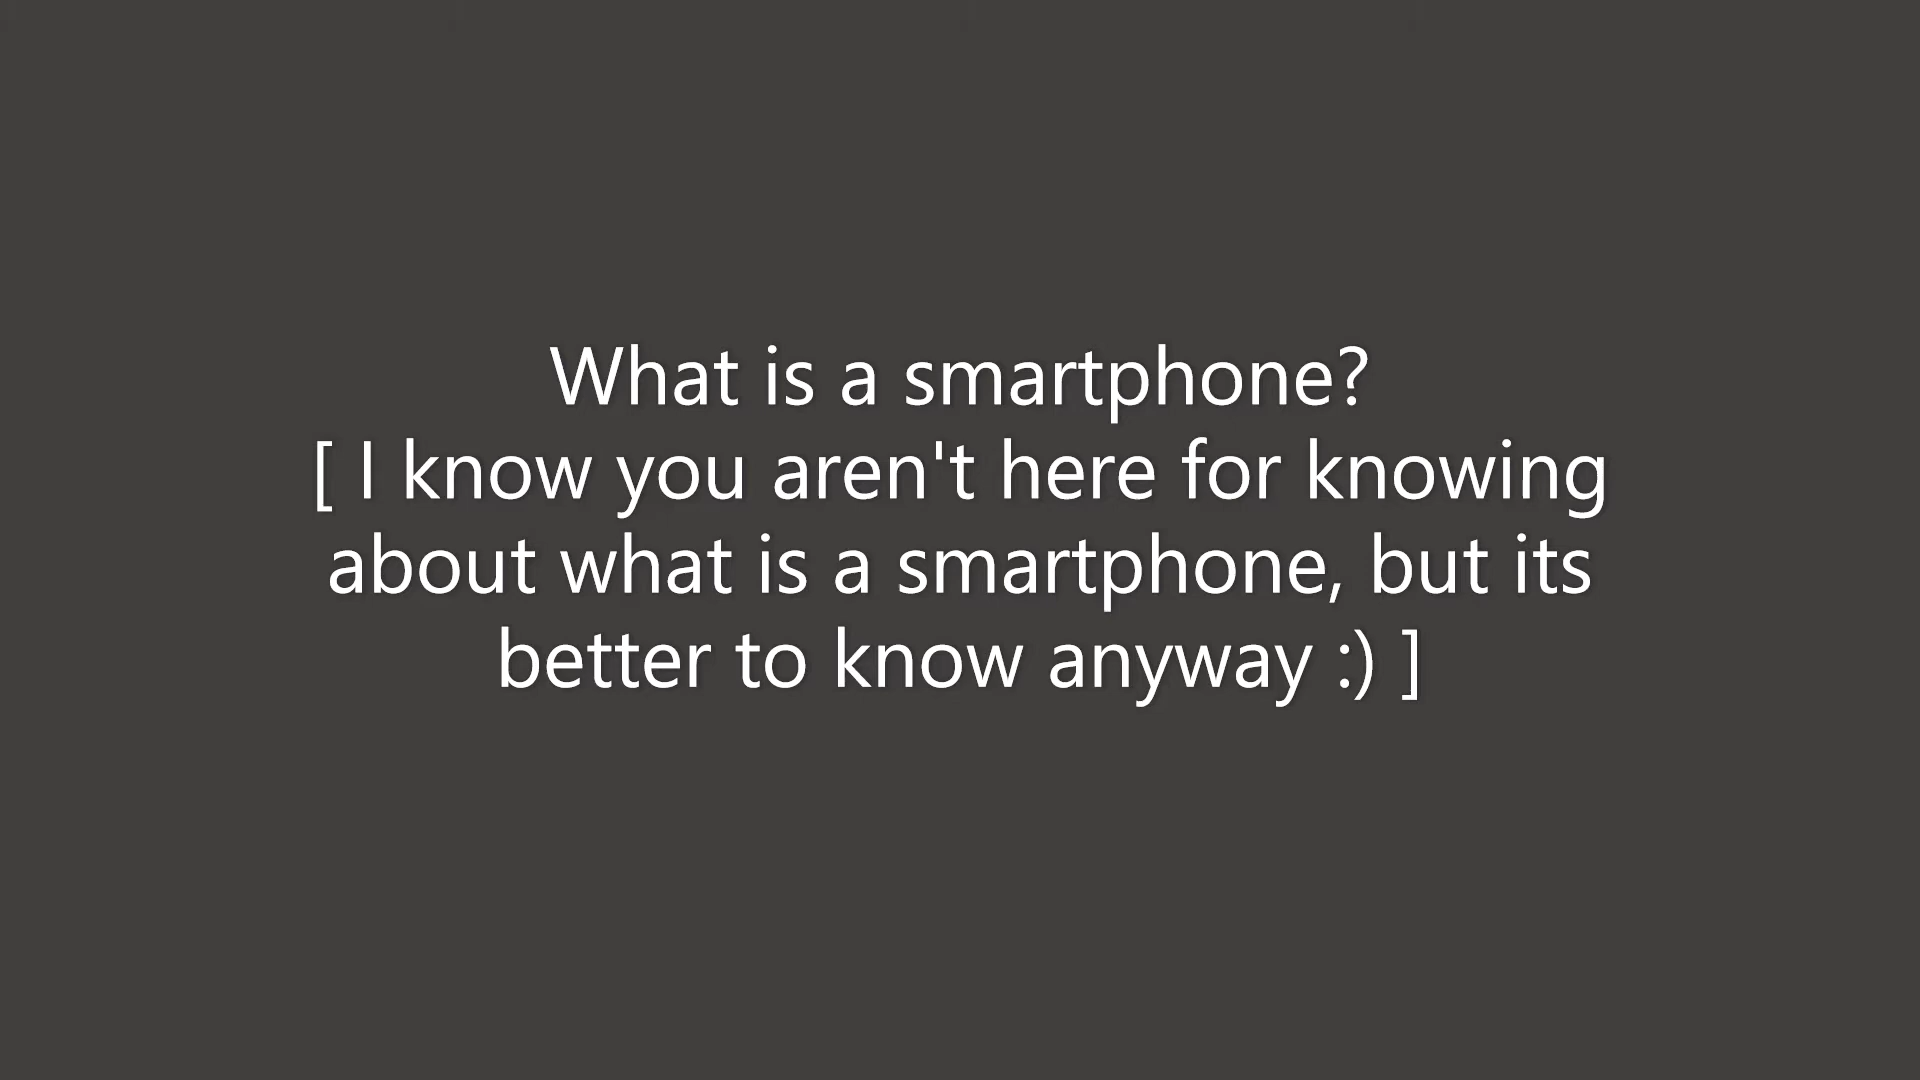 What is a smartphone?
[ I know you aren't here for knowing
about what is a smartphone, but its
better to know anyway :) ]